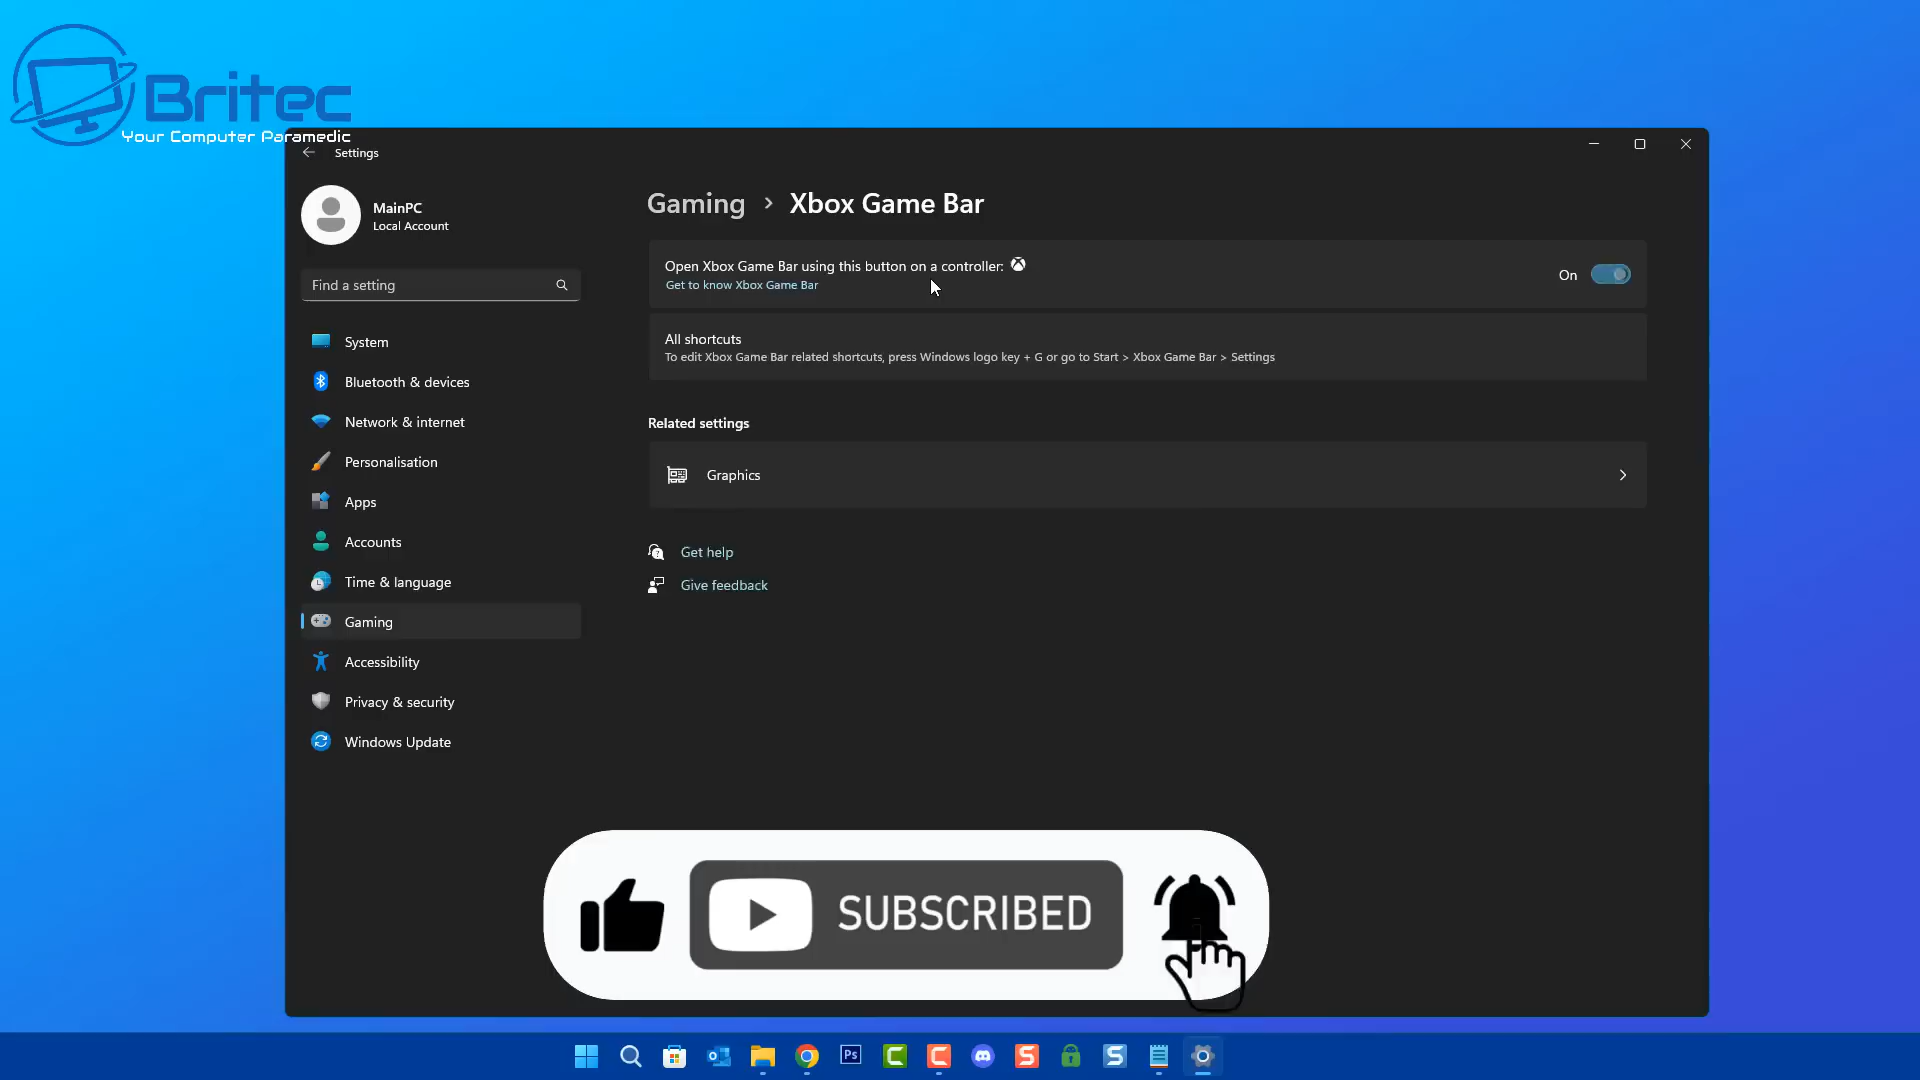 Britec
Your Computer Paramedic
Settings
MainPC
Local Account
Find a setting
System
Bluetooth & devices
Network & internet
Personalisation
Apps
Accounts
Time & language
Gaming
Accessibility
Privacy & security
Windows Update
Gaming > Xbox Game Bar
Open Xbox Game Bar using this button on a controller:
Get to know Xbox Game Bar
On
All shortcuts
To edit Xbox Game Bar related shortcuts, press Windows logo key + G or go to Start > Xbox Game Bar > Settings
Related settings
Graphics
Get help
Give feedback
SUBSCRIBED
Ps